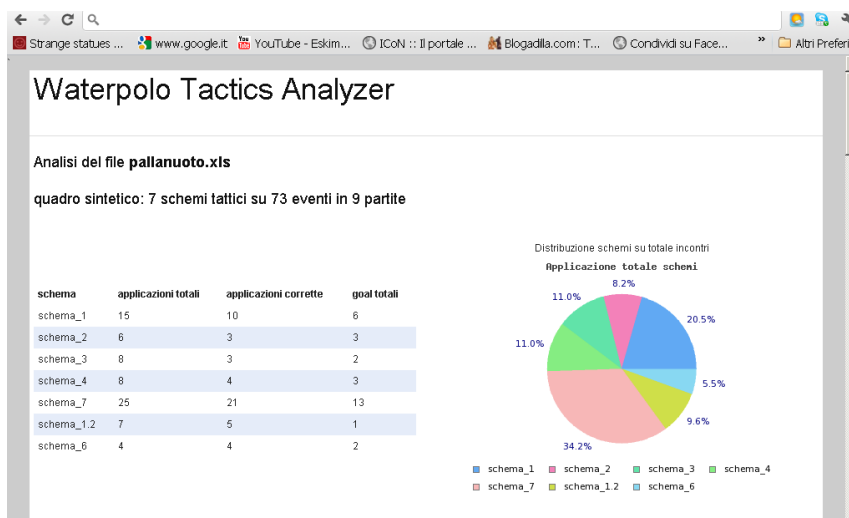 Strange statues ... www.google.it YouTube - Eskim... ICoN :: Il portale ... Blogadilla.com: T... Condividi su Face... » Altri Preferi
Waterpolo Tactics Analyzer
Analisi del file pallanuoto.xls
quadro sintetico: 7 schemi tattici su 73 eventi in 9 partite
schema applicazioni totali applicazioni corrette goal totali
schema_1 15 10 6
schema_2 6 3 3
schema_3 8 3 2
schema_4 8 4 3
schema_7 25 21 13
schema_1.2 7 5 1
schema_6 4 4 2
Distribuzione schemi su totale incontri
Applicazione totale schemi
8.2%
11.0%
20.5%
11.0%
5.5%
9.6%
34.2%
schema_1 schema_2 schema_3 schema_4
schema_7 schema_1.2 schema_6